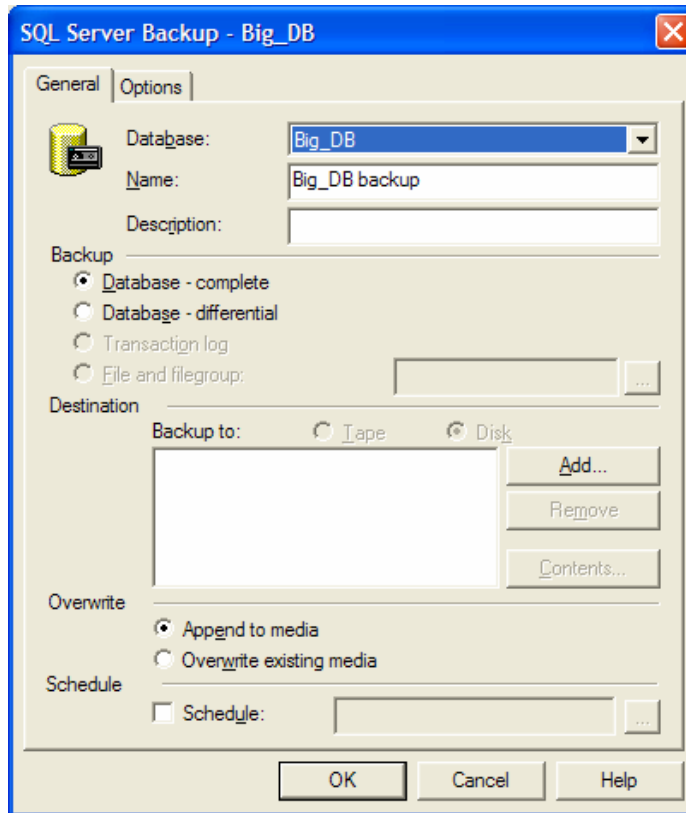 SQL Server Backup - Big_DB
General Options
Database: Big_DB
Name: Big_DB backup
Description:
Backup
Database - complete
Database - differential
Transaction log
File and filegroup: ...
Destination
Backup to: Tape Disk
Add...
Remove
Contents...
Overwrite
Append to media
Overwrite existing media
Schedule
Schedule: ...
OK Cancel Help